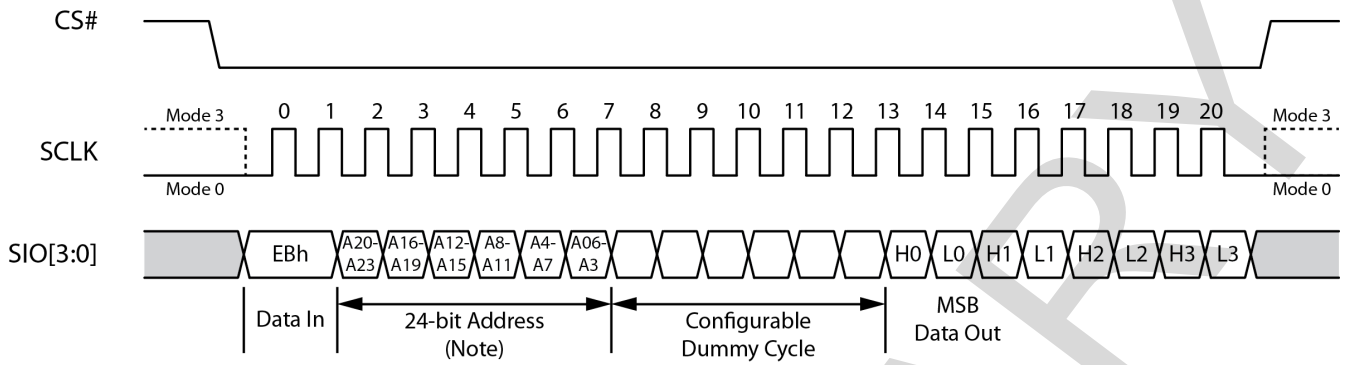 CS#
Mode 3
0 1 2 3 4 5 6 7 8 9 10 11 12 13 14 15 16 17 18 19 20
Mode 3
SCLK
Mode 0
Mode 0
SIO[3:0]
EBh
A20-
A23
A16-
A19
A12-
A15
A8-
A11
A4-
A7
A06-
A3
H0 L0 H1 L1 H2 L2 H3 L3
Data In
24-bit Address
(Note)
Configurable
Dummy Cycle
MSB
Data Out